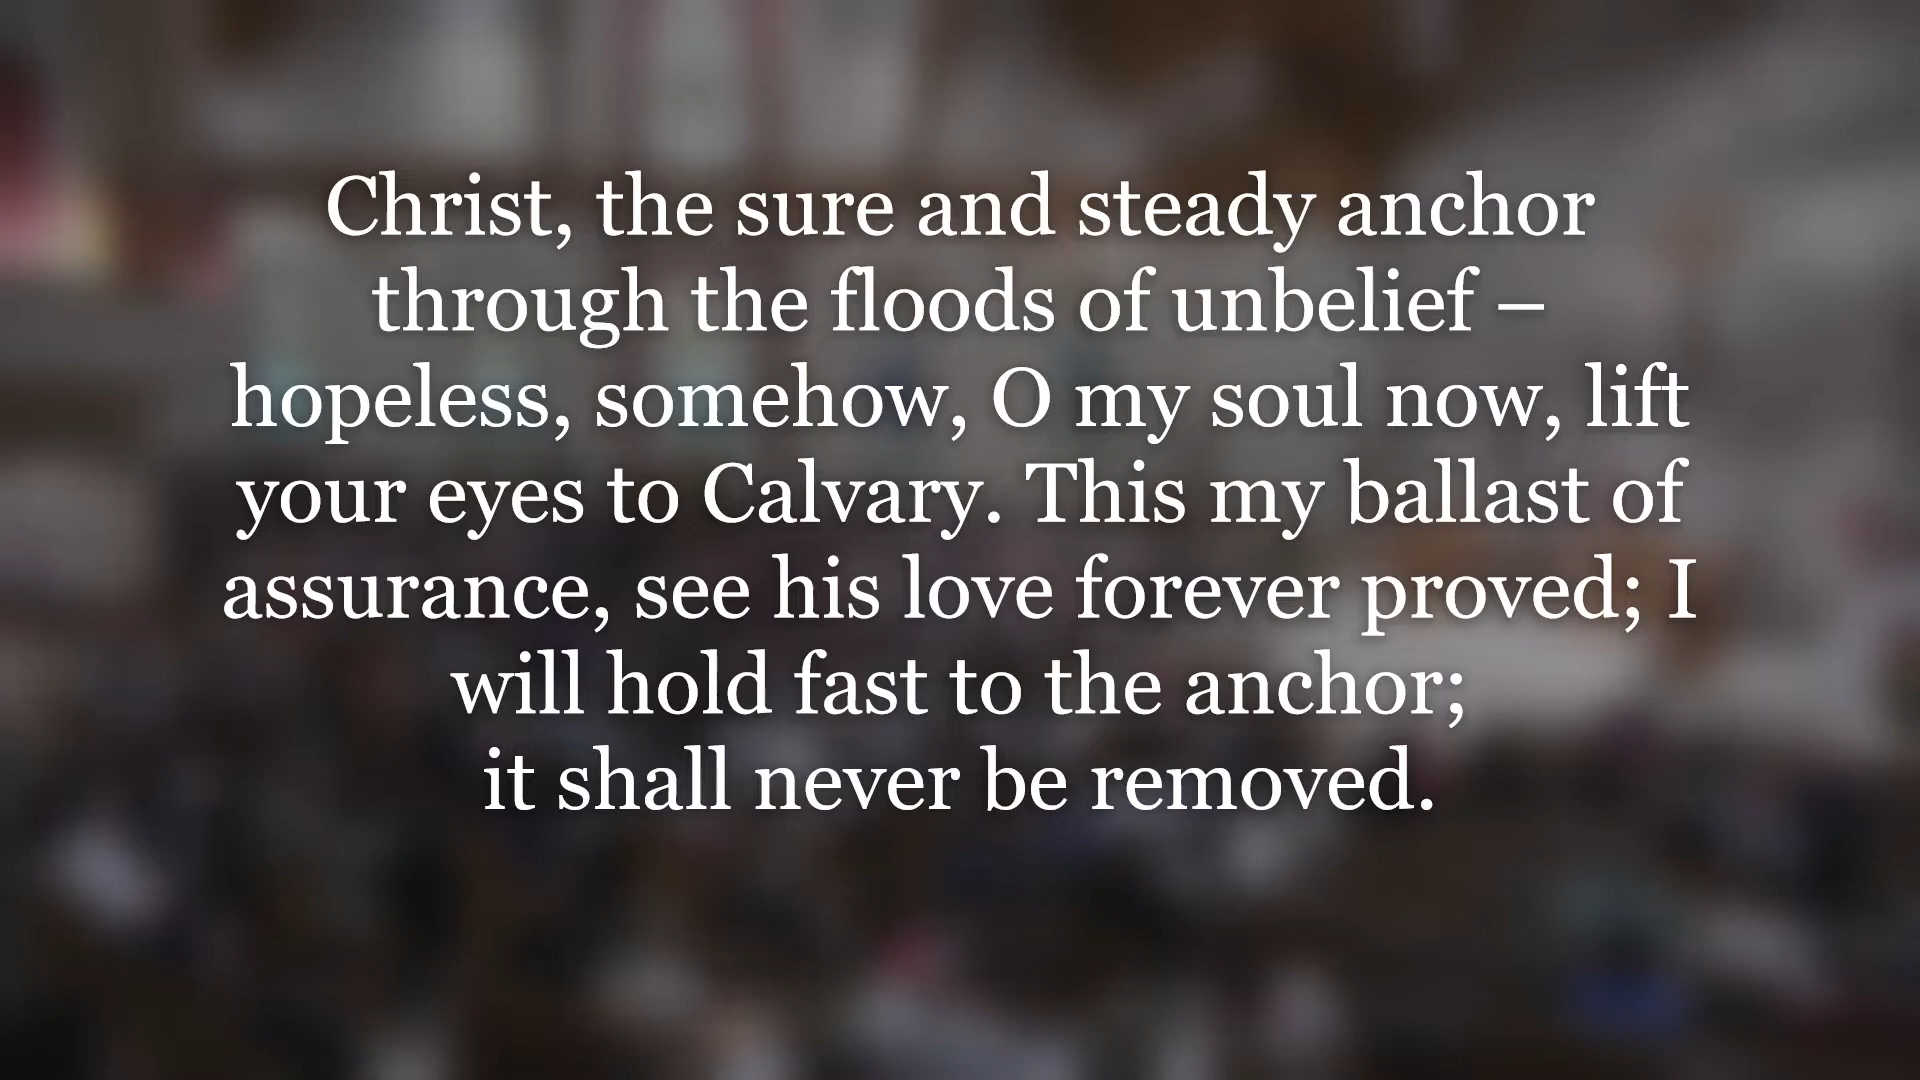 Christ, the sure and steady anchor
through the floods of unbelief –
hopeless, somehow, O my soul now, lift
your eyes to Calvary. This my ballast of
assurance, see his love forever proved; I
will hold fast to the anchor;
it shall never be removed.